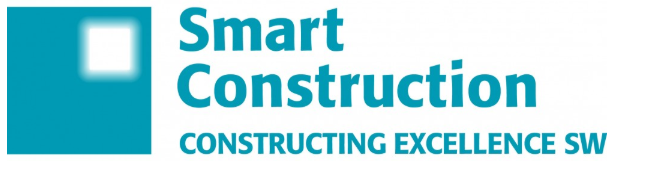 Smart
Construction
CONSTRUCTING EXCELLENCE SW